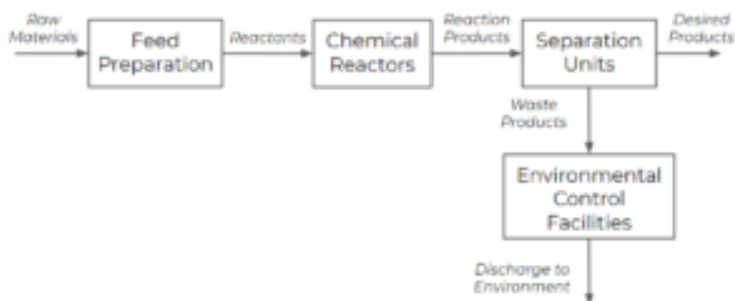 Raw
Materials
Feed
Preparation
Reactants
Chemical
Reactors
Reaction
Products
Separation
Units
Desired
Products
Waste
Products
Environmental
Control
Facilities
Discharge to
Environment